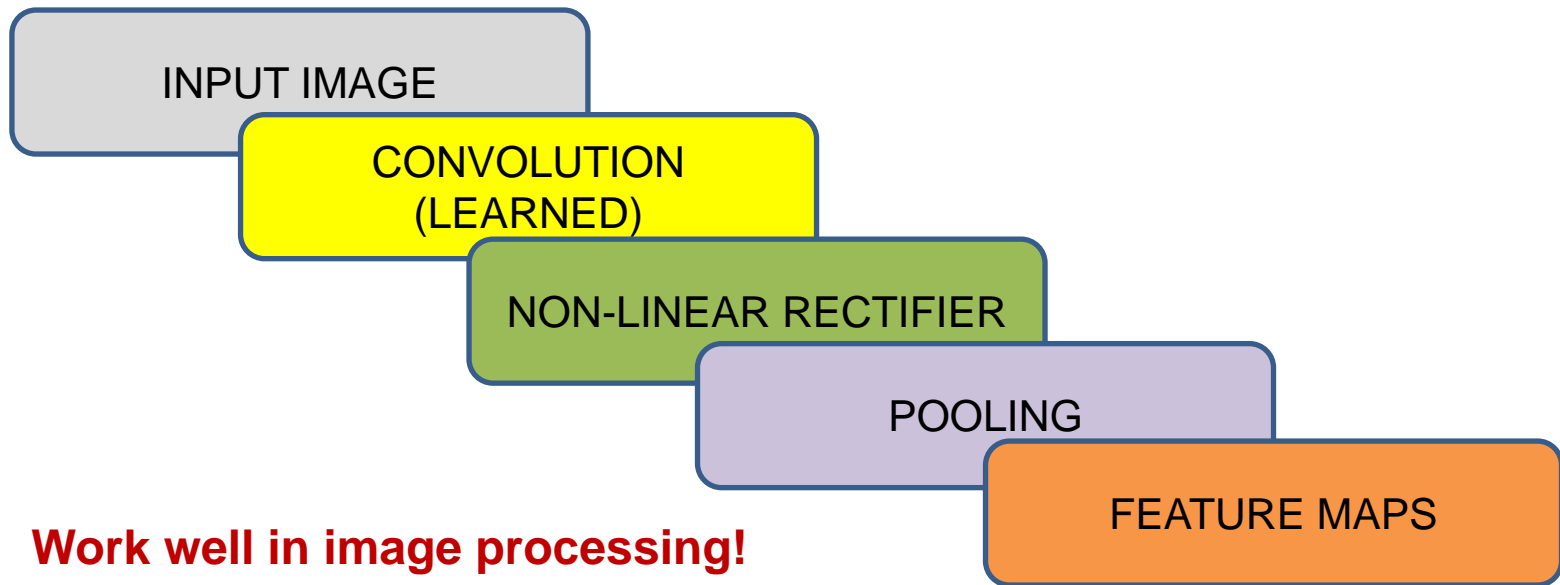 INPUT IMAGE
CONVOLUTION
(LEARNED)
NON-LINEAR RECTIFIER
POOLING
FEATURE MAPS
Work well in image processing!